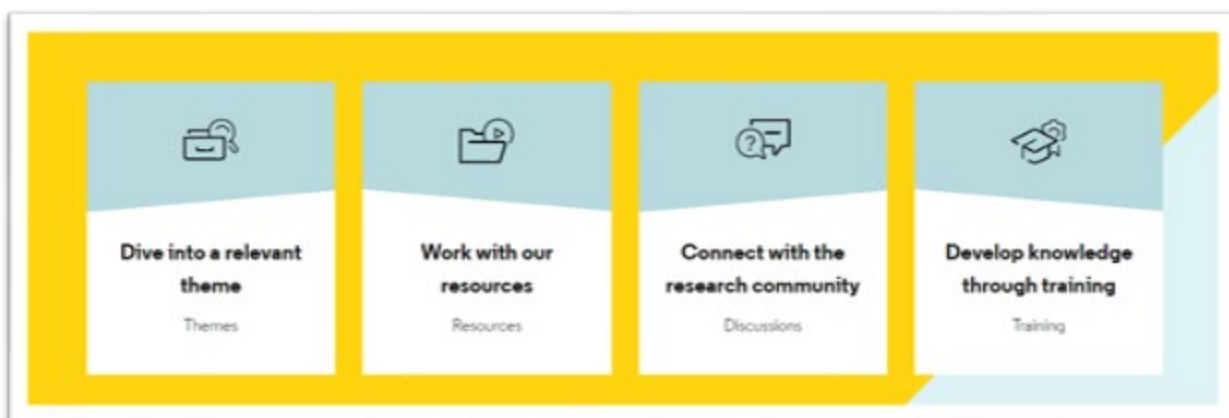 Dive into a relevant
theme
Themes
Work with our
resources
Resources
Connect with the
research community
Discussions
Develop knowledge
through training
Training